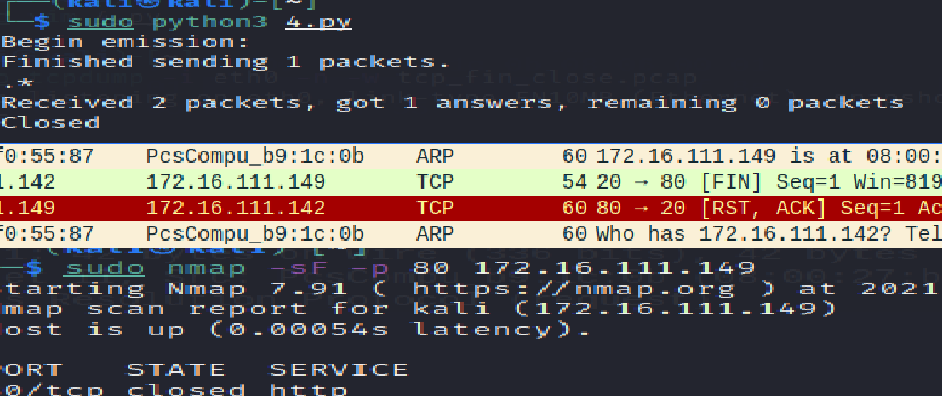 (kali㉿kali)-[~]
$ sudo python3 4.py
Begin emission:
Finished sending 1 packets.
.*
Received 2 packets, got 1 answers, remaining 0 packets
Closed
f0:55:87 PcsCompu_b9:1c:0b ARP 60 172.16.111.149 is at 08:00:
1.142 172.16.111.149 TCP 54 20 → 80 [FIN] Seq=1 Win=819
1.149 172.16.111.142 TCP 60 80 → 20 [RST, ACK] Seq=1 Ac
f0:55:87 PcsCompu_b9:1c:0b ARP 60 Who has 172.16.111.142? Tel
(kali㉿kali)-[~]
$ sudo nmap -sF -p 80 172.16.111.149
tarting Nmap 7.91 ( https://nmap.org ) at 2021
map scan report for kali (172.16.111.149)
ost is up (0.00054s latency).
ORT STATE SERVICE
0/tcp closed http